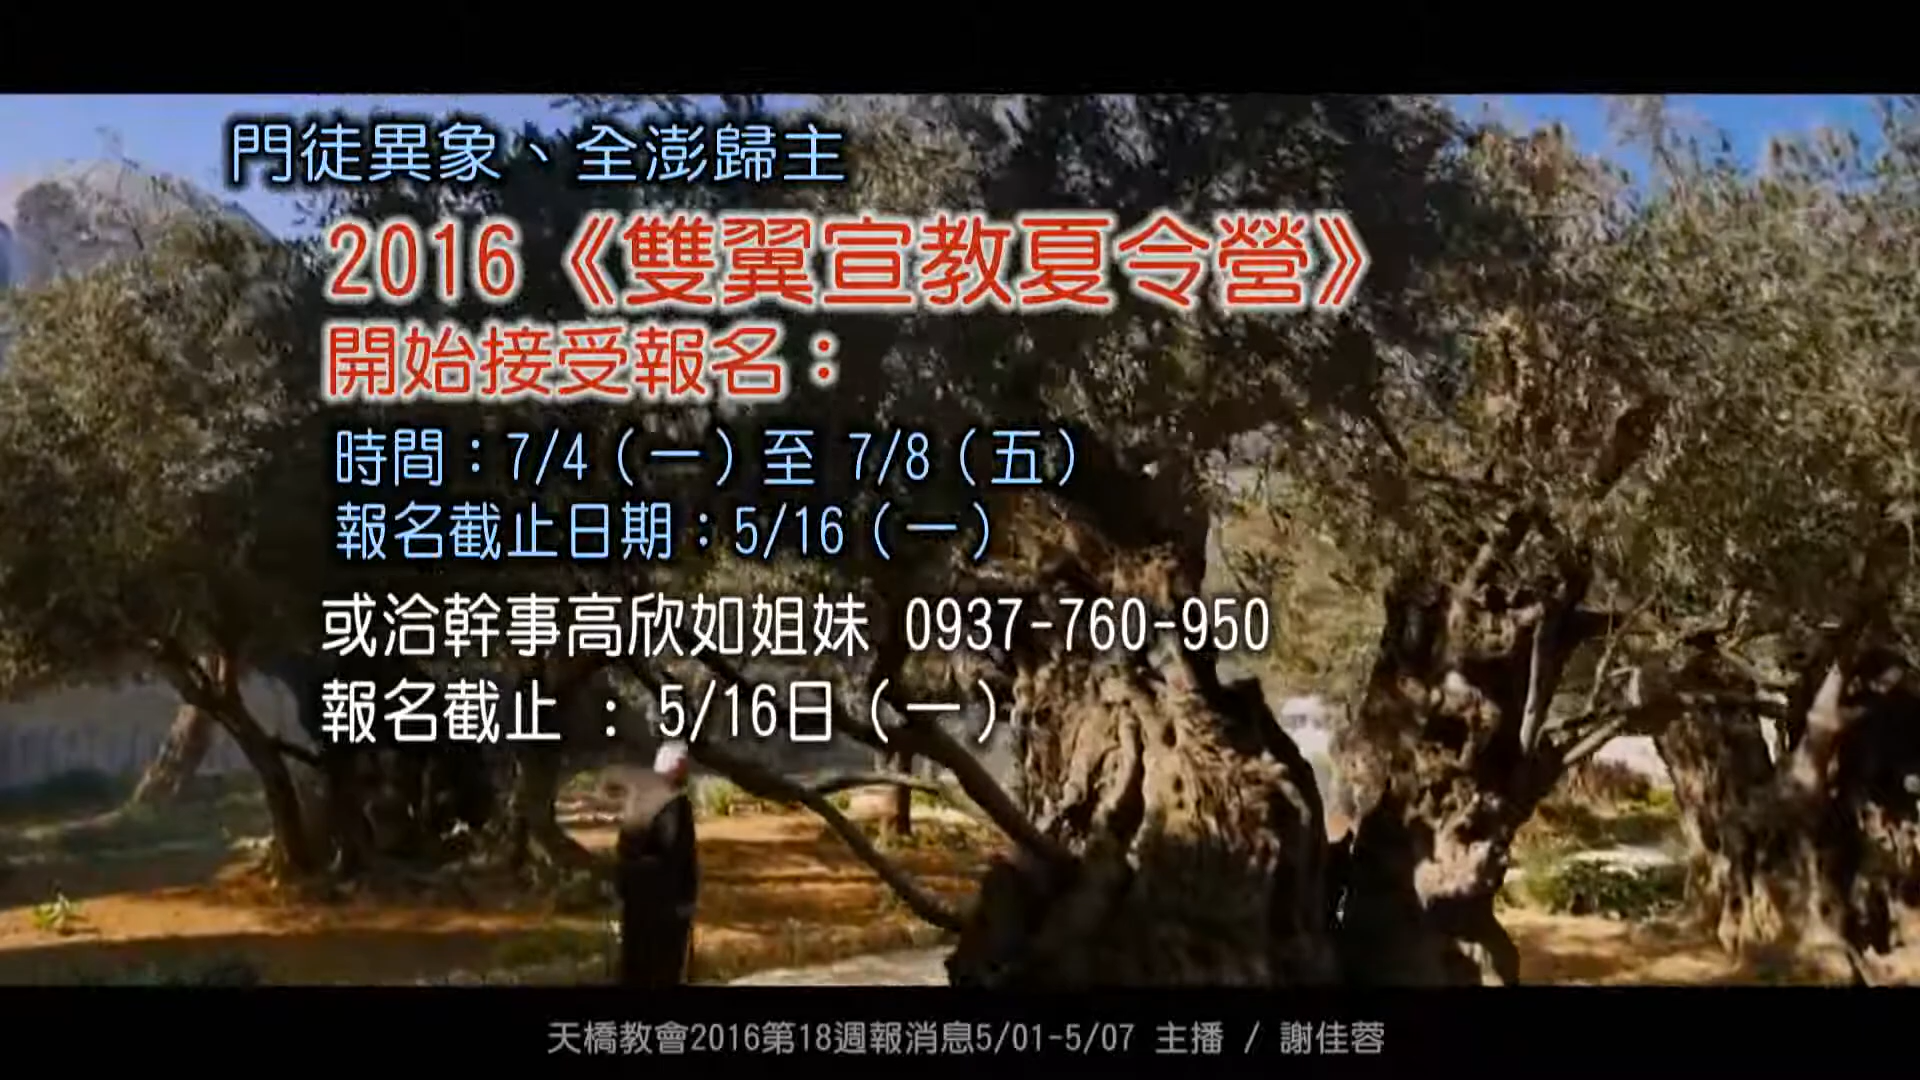 門徒異象、全澎歸主
2016《雙翼宣教夏令營》
開始接受報名：
時間：7/4（一）至 7/8（五）
報名截止日期：5/16（一）
或洽幹事高欣如姐妹 0937-760-950
報名截止 : 5/16日（一）
天橋教會2016第18週報消息5/01-5/07 主播 / 謝佳蓉